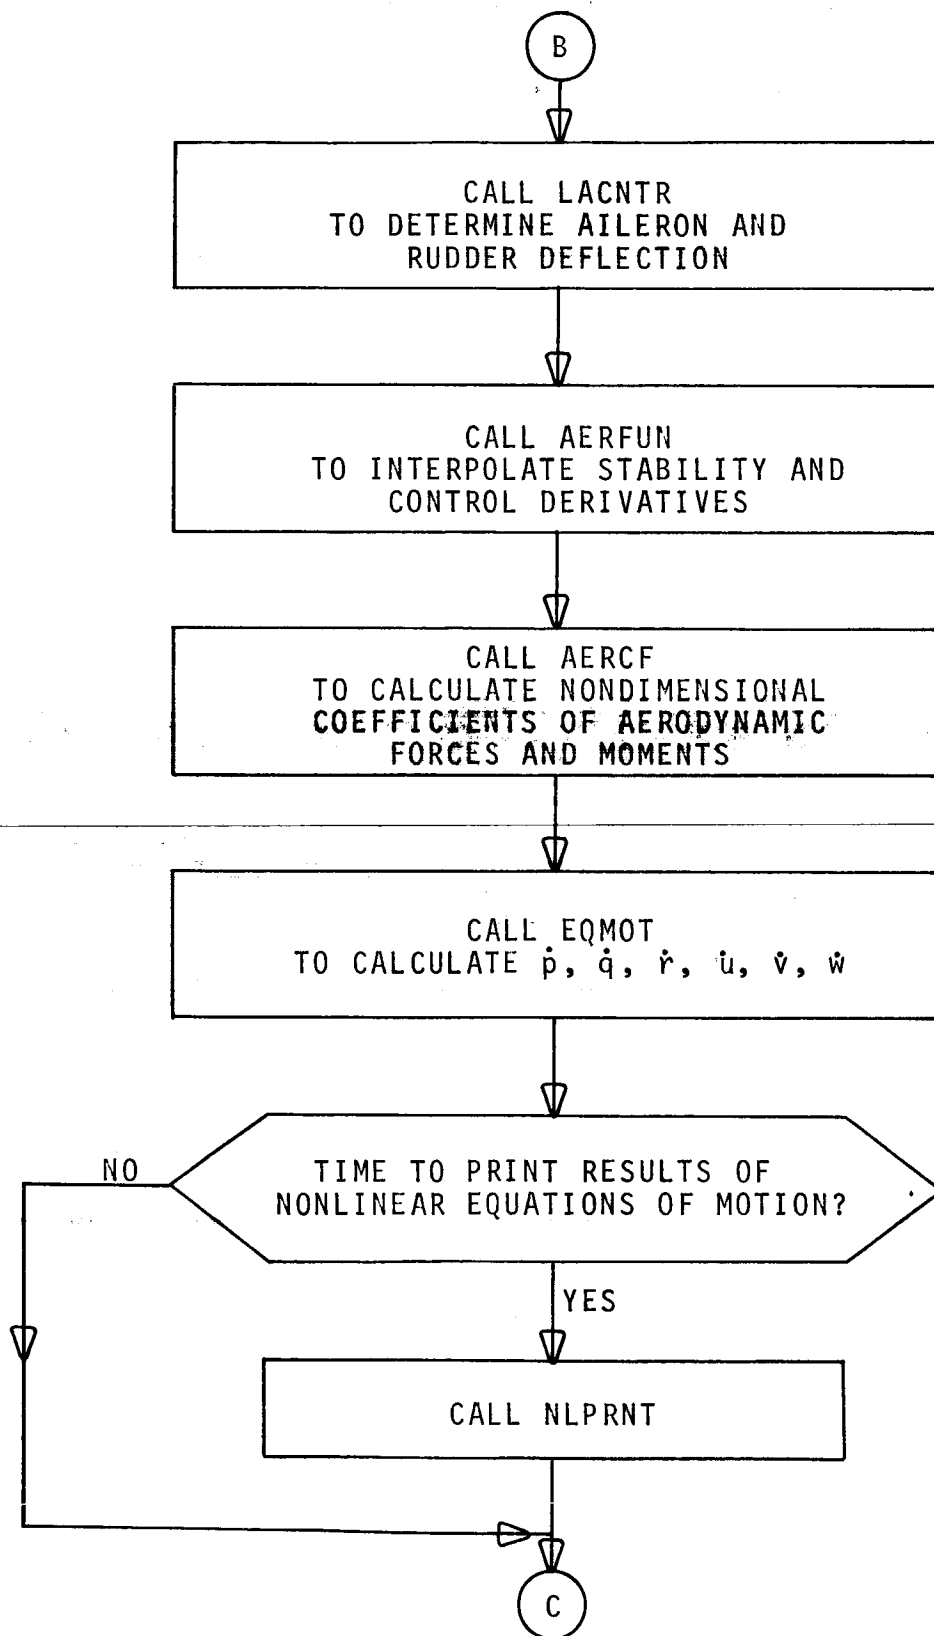 B
CALL LACNTR
TO DETERMINE AILERON AND
RUDDER DEFLECTION
CALL AERFUN
TO INTERPOLATE STABILITY AND
CONTROL DERIVATIVES
CALL AERCF
TO CALCULATE NONDIMENSIONAL
COEFFICIENTS OF AERODYNAMIC
FORCES AND MOMENTS
CALL EQMOT
TO CALCULATE ṗ, q̇, ṙ, u̇, v̇, ẇ
NO
TIME TO PRINT RESULTS OF
NONLINEAR EQUATIONS OF MOTION?
YES
CALL NLPRNT
C